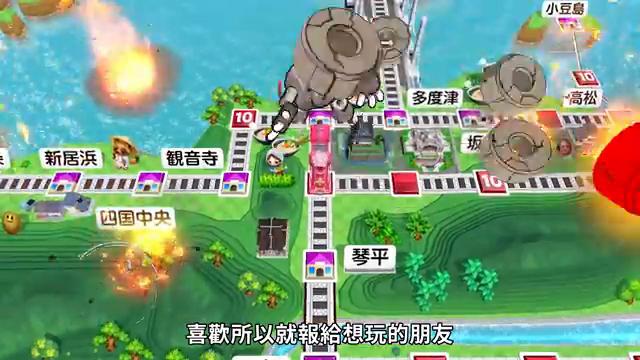 小豆島
10
高松
多度津
10
坂
新居浜
観音寺
10
四国中央
琴平
喜歡所以就報給想玩的朋友